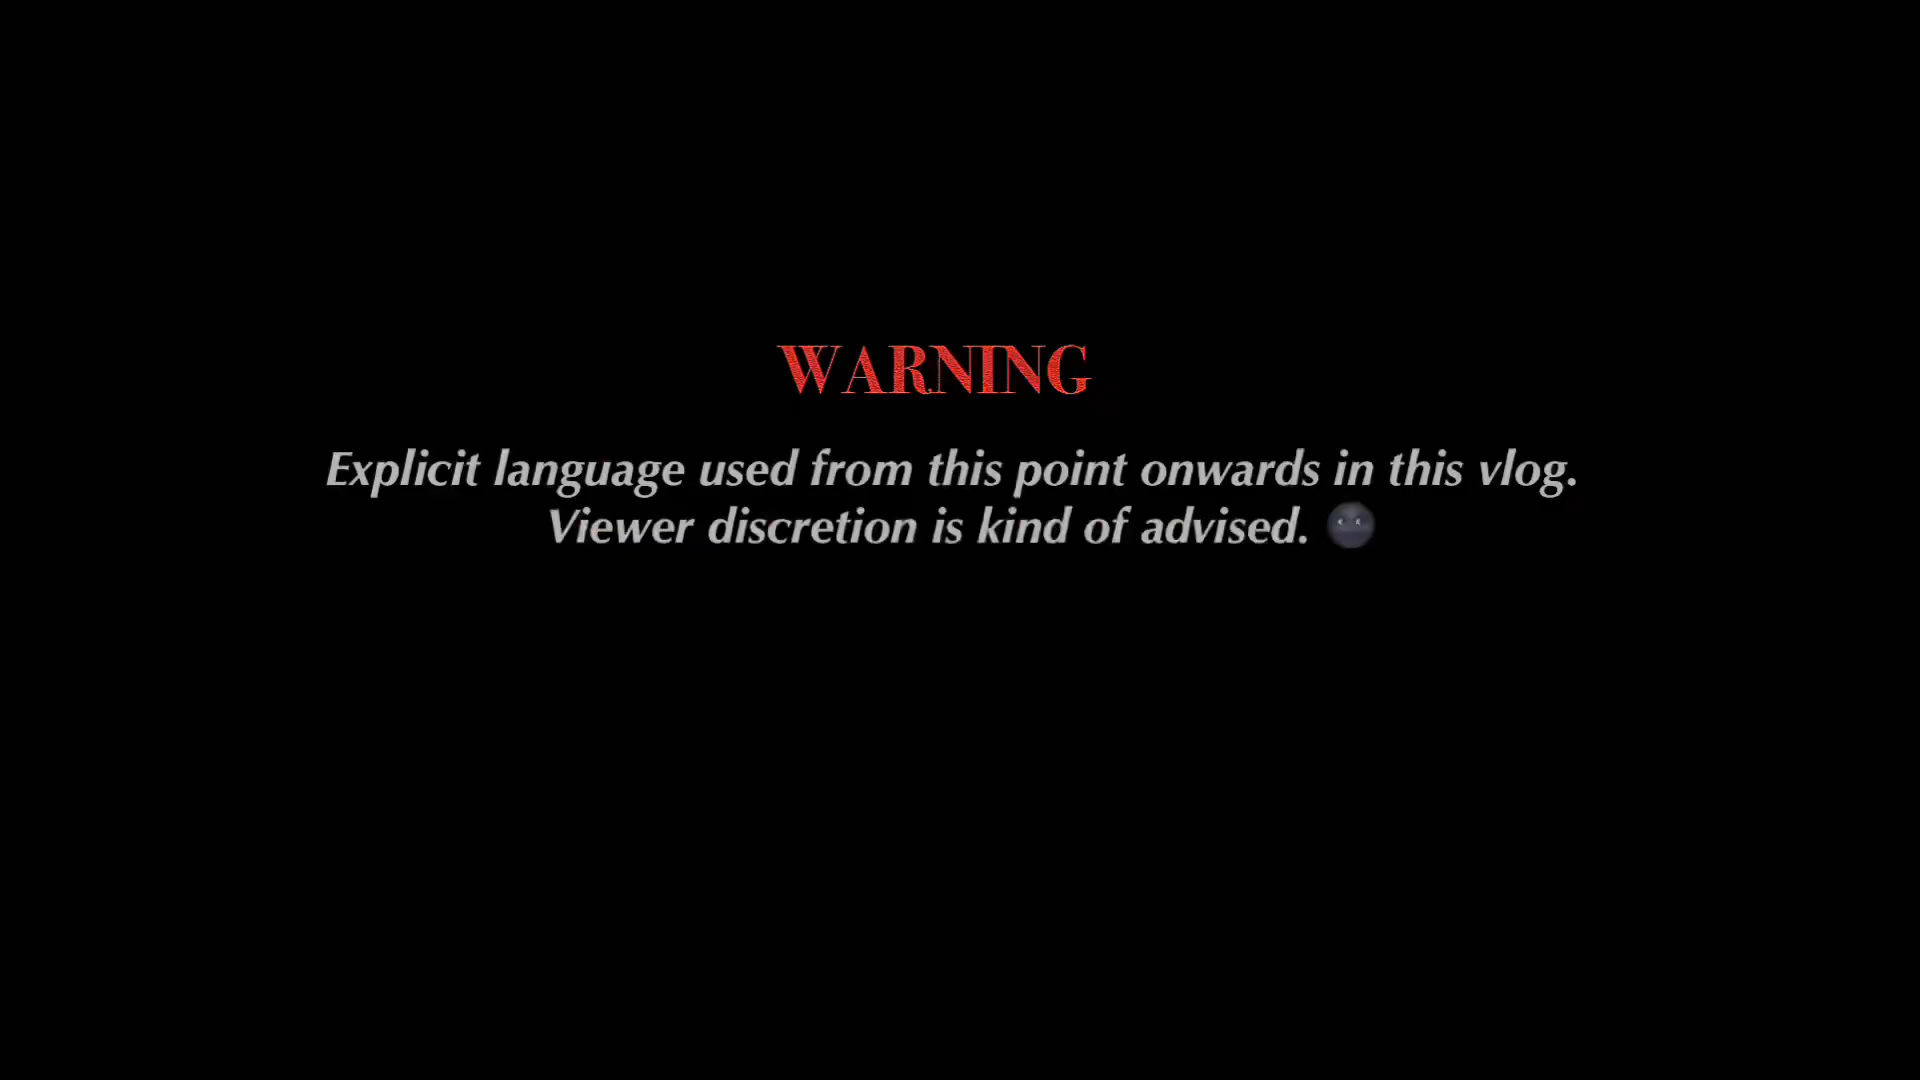 WARNING
Explicit language used from this point onwards in this vlog.
Viewer discretion is kind of advised. 🌚